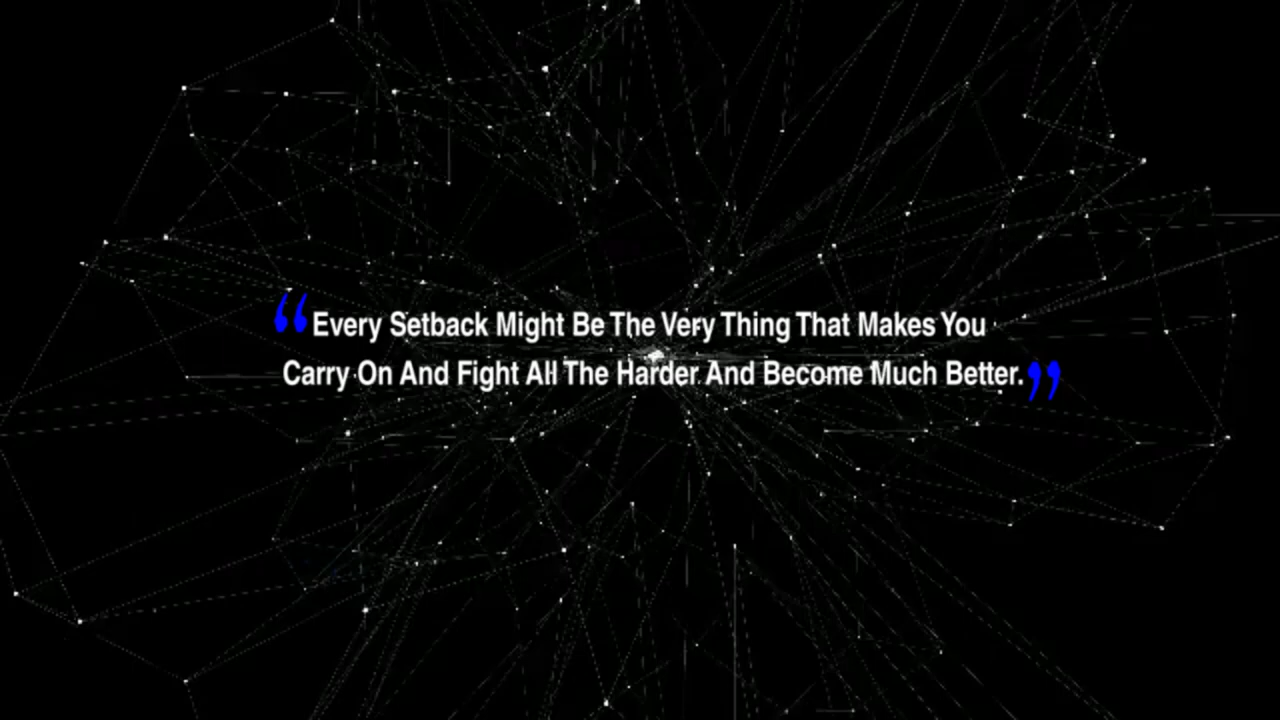 “Every Setback Might Be The Very Thing That Makes You
Carry On And Fight All The Harder And Become Much Better.”